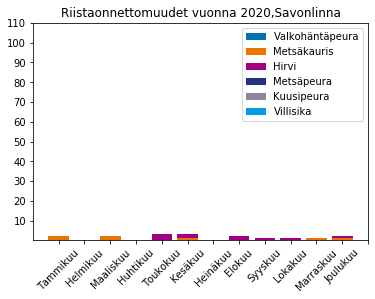 Riistaonnettomuudet vuonna 2020,Savonlinna
110
100
90
80
70
60
50
40
30
20
10
Valkohäntäpeura
Metsäkauris
Hirvi
Metsäpeura
Kuusipeura
Villisika
Tammikuu
Helmikuu
Maaliskuu
Huhtikuu
Toukokuu
Kesäkuu
Heinäkuu
Elokuu
Syyskuu
Lokakuu
Marraskuu
Joulukuu